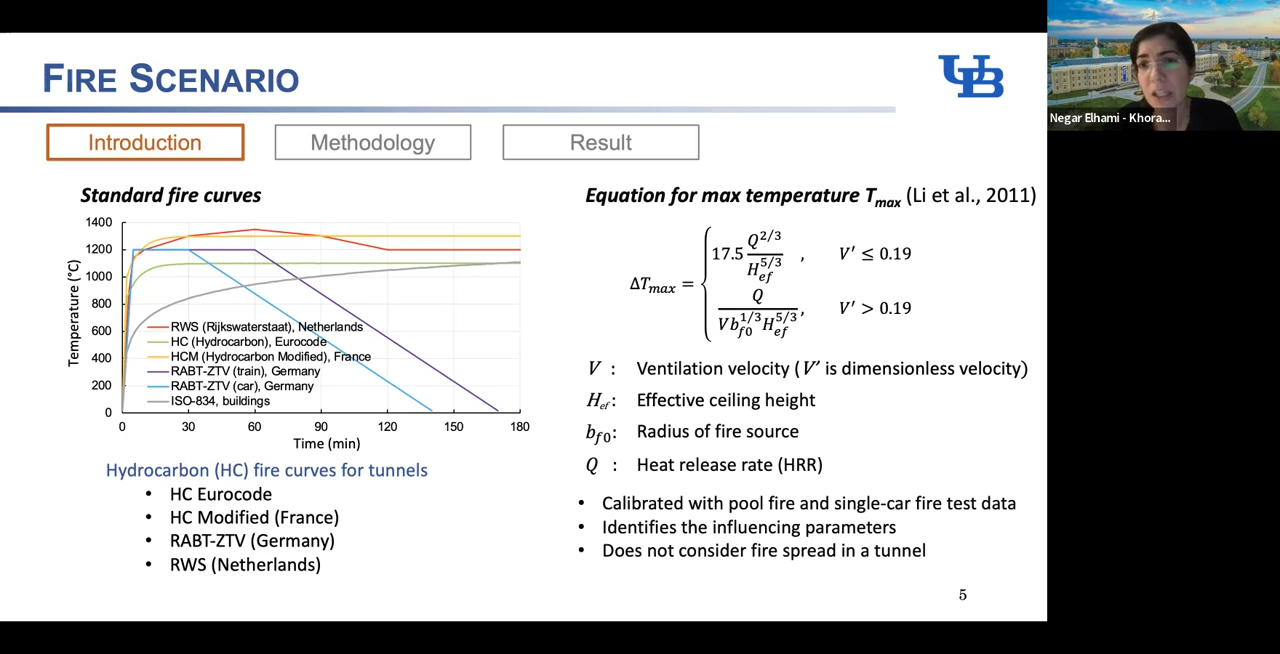 FIRE SCENARIO
UB
Negar Elhami - Khora...
Introduction
Methodology
Result
Standard fire curves
1400
1200
1000
800
600
400
200
0
Temperature (°C)
RWS (Rijkswaterstaat), Netherlands
HC (Hydrocarbon), Eurocode
HCM (Hydrocarbon Modified), France
RABT-ZTV (train), Germany
RABT-ZTV (car), Germany
ISO-834, buildings
0 30 60 90 120 150 180
Time (min)
Hydrocarbon (HC) fire curves for tunnels
• HC Eurocode
• HC Modified (France)
• RABT-ZTV (Germany)
• RWS (Netherlands)
Equation for max temperature Tmax (Li et al., 2011)
ΔTmax = { 17.5 Q^2/3 / H_ef^5/3 , V′ ≤ 0.19
Q / V b_f0^1/3 H_ef^5/3 , V′ > 0.19
V : Ventilation velocity (V′ is dimensionless velocity)
Hef: Effective ceiling height
bf0: Radius of fire source
Q : Heat release rate (HRR)
• Calibrated with pool fire and single-car fire test data
• Identifies the influencing parameters
• Does not consider fire spread in a tunnel
5